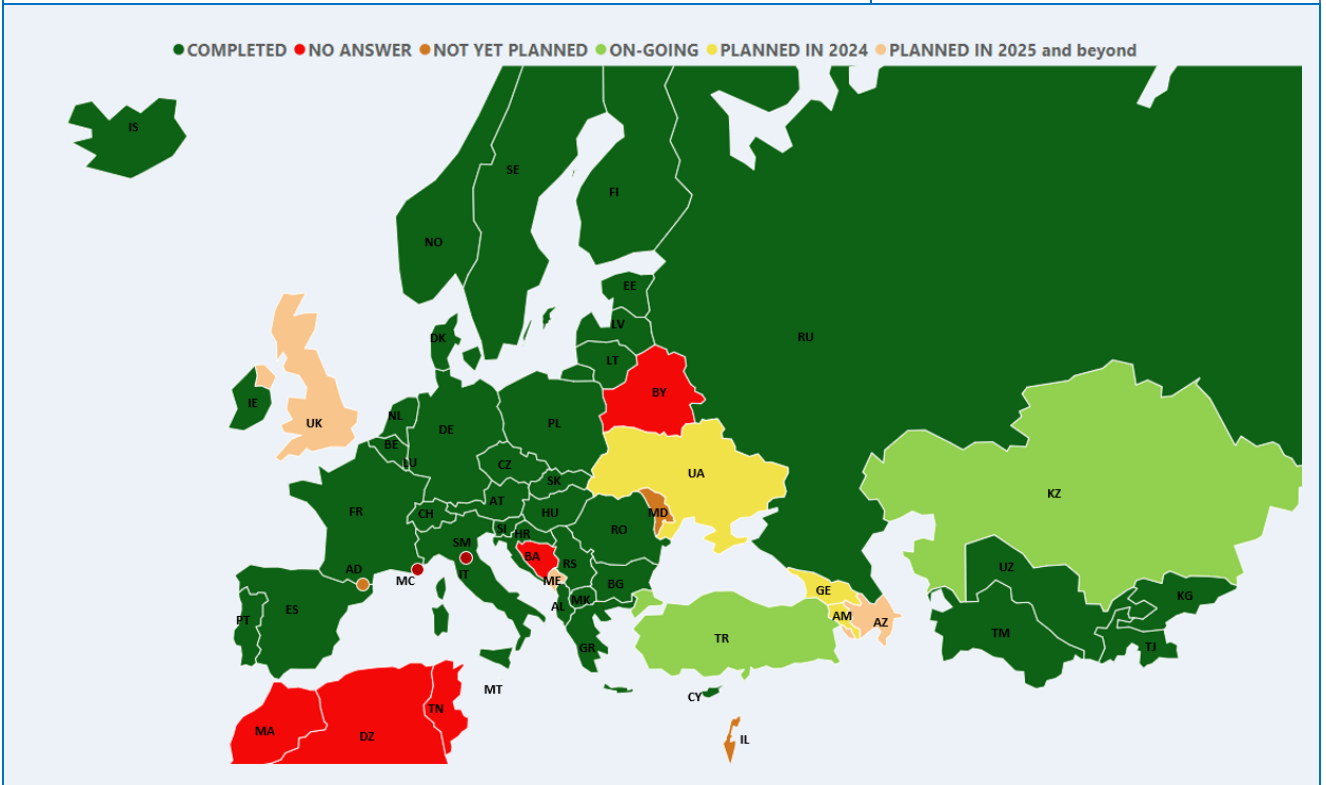 COMPLETED NO ANSWER NOT YET PLANNED ON-GOING PLANNED IN 2024 PLANNED IN 2025 and beyond
IS
SE
FI
NO
EE
LV
DK
RU
LT
BY
IE
NL
UK
PL
DE
BE
LU
CZ
UA
SK
KZ
AT
FR
CH
HU
MD
RO
SI
HR
SM
BA
RS
UZ
AD
MC
IT
ME
BG
GE
KG
MK
AL
ES
AM
PT
AZ
TM
TR
GR
TJ
MT
CY
TN
MA
DZ
IL